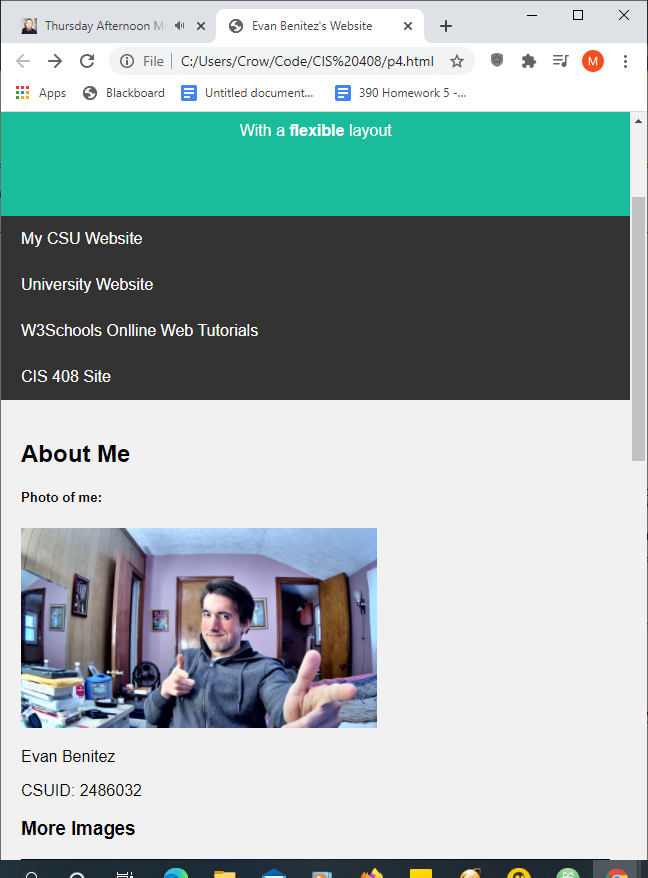 Thursday Afternoon M
Evan Benitez's Website
File
C:/Users/Crow/Code/CIS%20408/p4.html
M
Apps
Blackboard
Untitled document...
390 Homework 5 -...
With a flexible layout
My CSU Website
University Website
W3Schools Onlline Web Tutorials
CIS 408 Site
About Me
Photo of me:
Evan Benitez
CSUID: 2486032
More Images